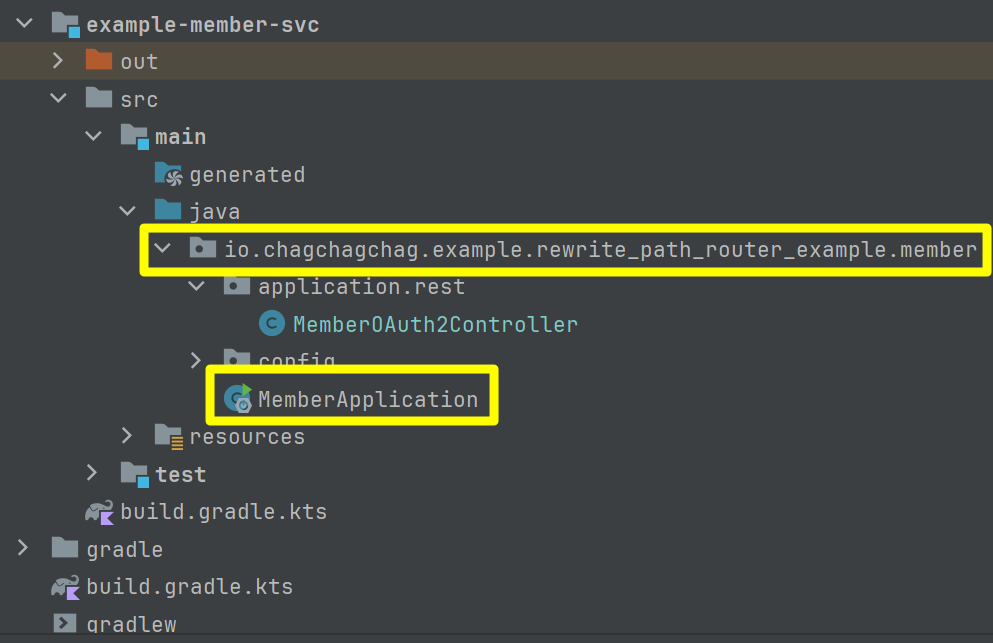 example-member-svc
out
src
main
generated
java
io.chagchagchag.example.rewrite_path_router_example.member
application.rest
C MemberOAuth2Controller
config
MemberApplication
resources
test
build.gradle.kts
gradle
build.gradle.kts
gradlew